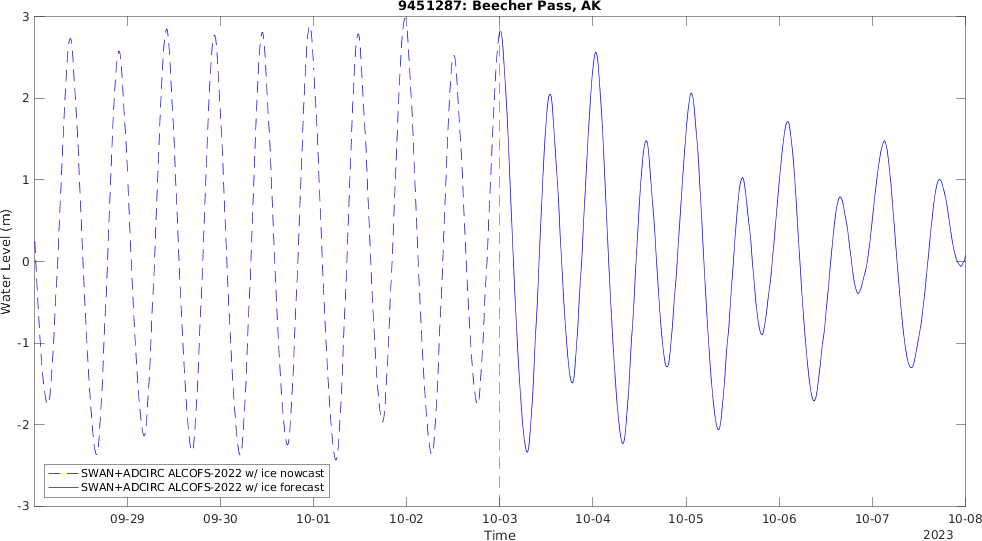 9451287: Beecher Pass, AK
3
2
1
0
-1
-2
-3
Water Level (m)
SWAN+ADCIRC ALCOFS-2022 w/ ice nowcast
SWAN+ADCIRC ALCOFS-2022 w/ ice forecast
09-29 09-30 10-01 10-02 10-03 10-04 10-05 10-06 10-07 10-08
Time
2023